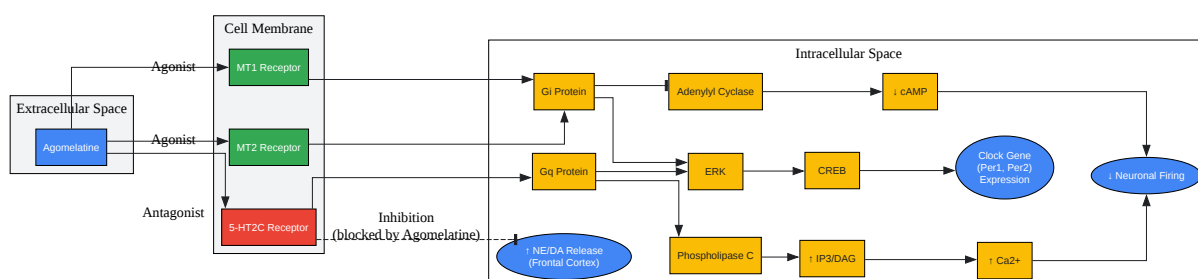 Cell Membrane
Extracellular Space
Intracellular Space
Agomelatine
Agonist
MT1 Receptor
Agonist
MT2 Receptor
Antagonist
5-HT2C Receptor
Inhibition
(blocked by Agomelatine)
Gi Protein
Adenylyl Cyclase
↓ cAMP
Gq Protein
ERK
CREB
Clock Gene
(Per1, Per2)
Expression
↓ Neuronal Firing
↑ NE/DA Release
(Frontal Cortex)
Phospholipase C
↑ IP3/DAG
↑ Ca2+